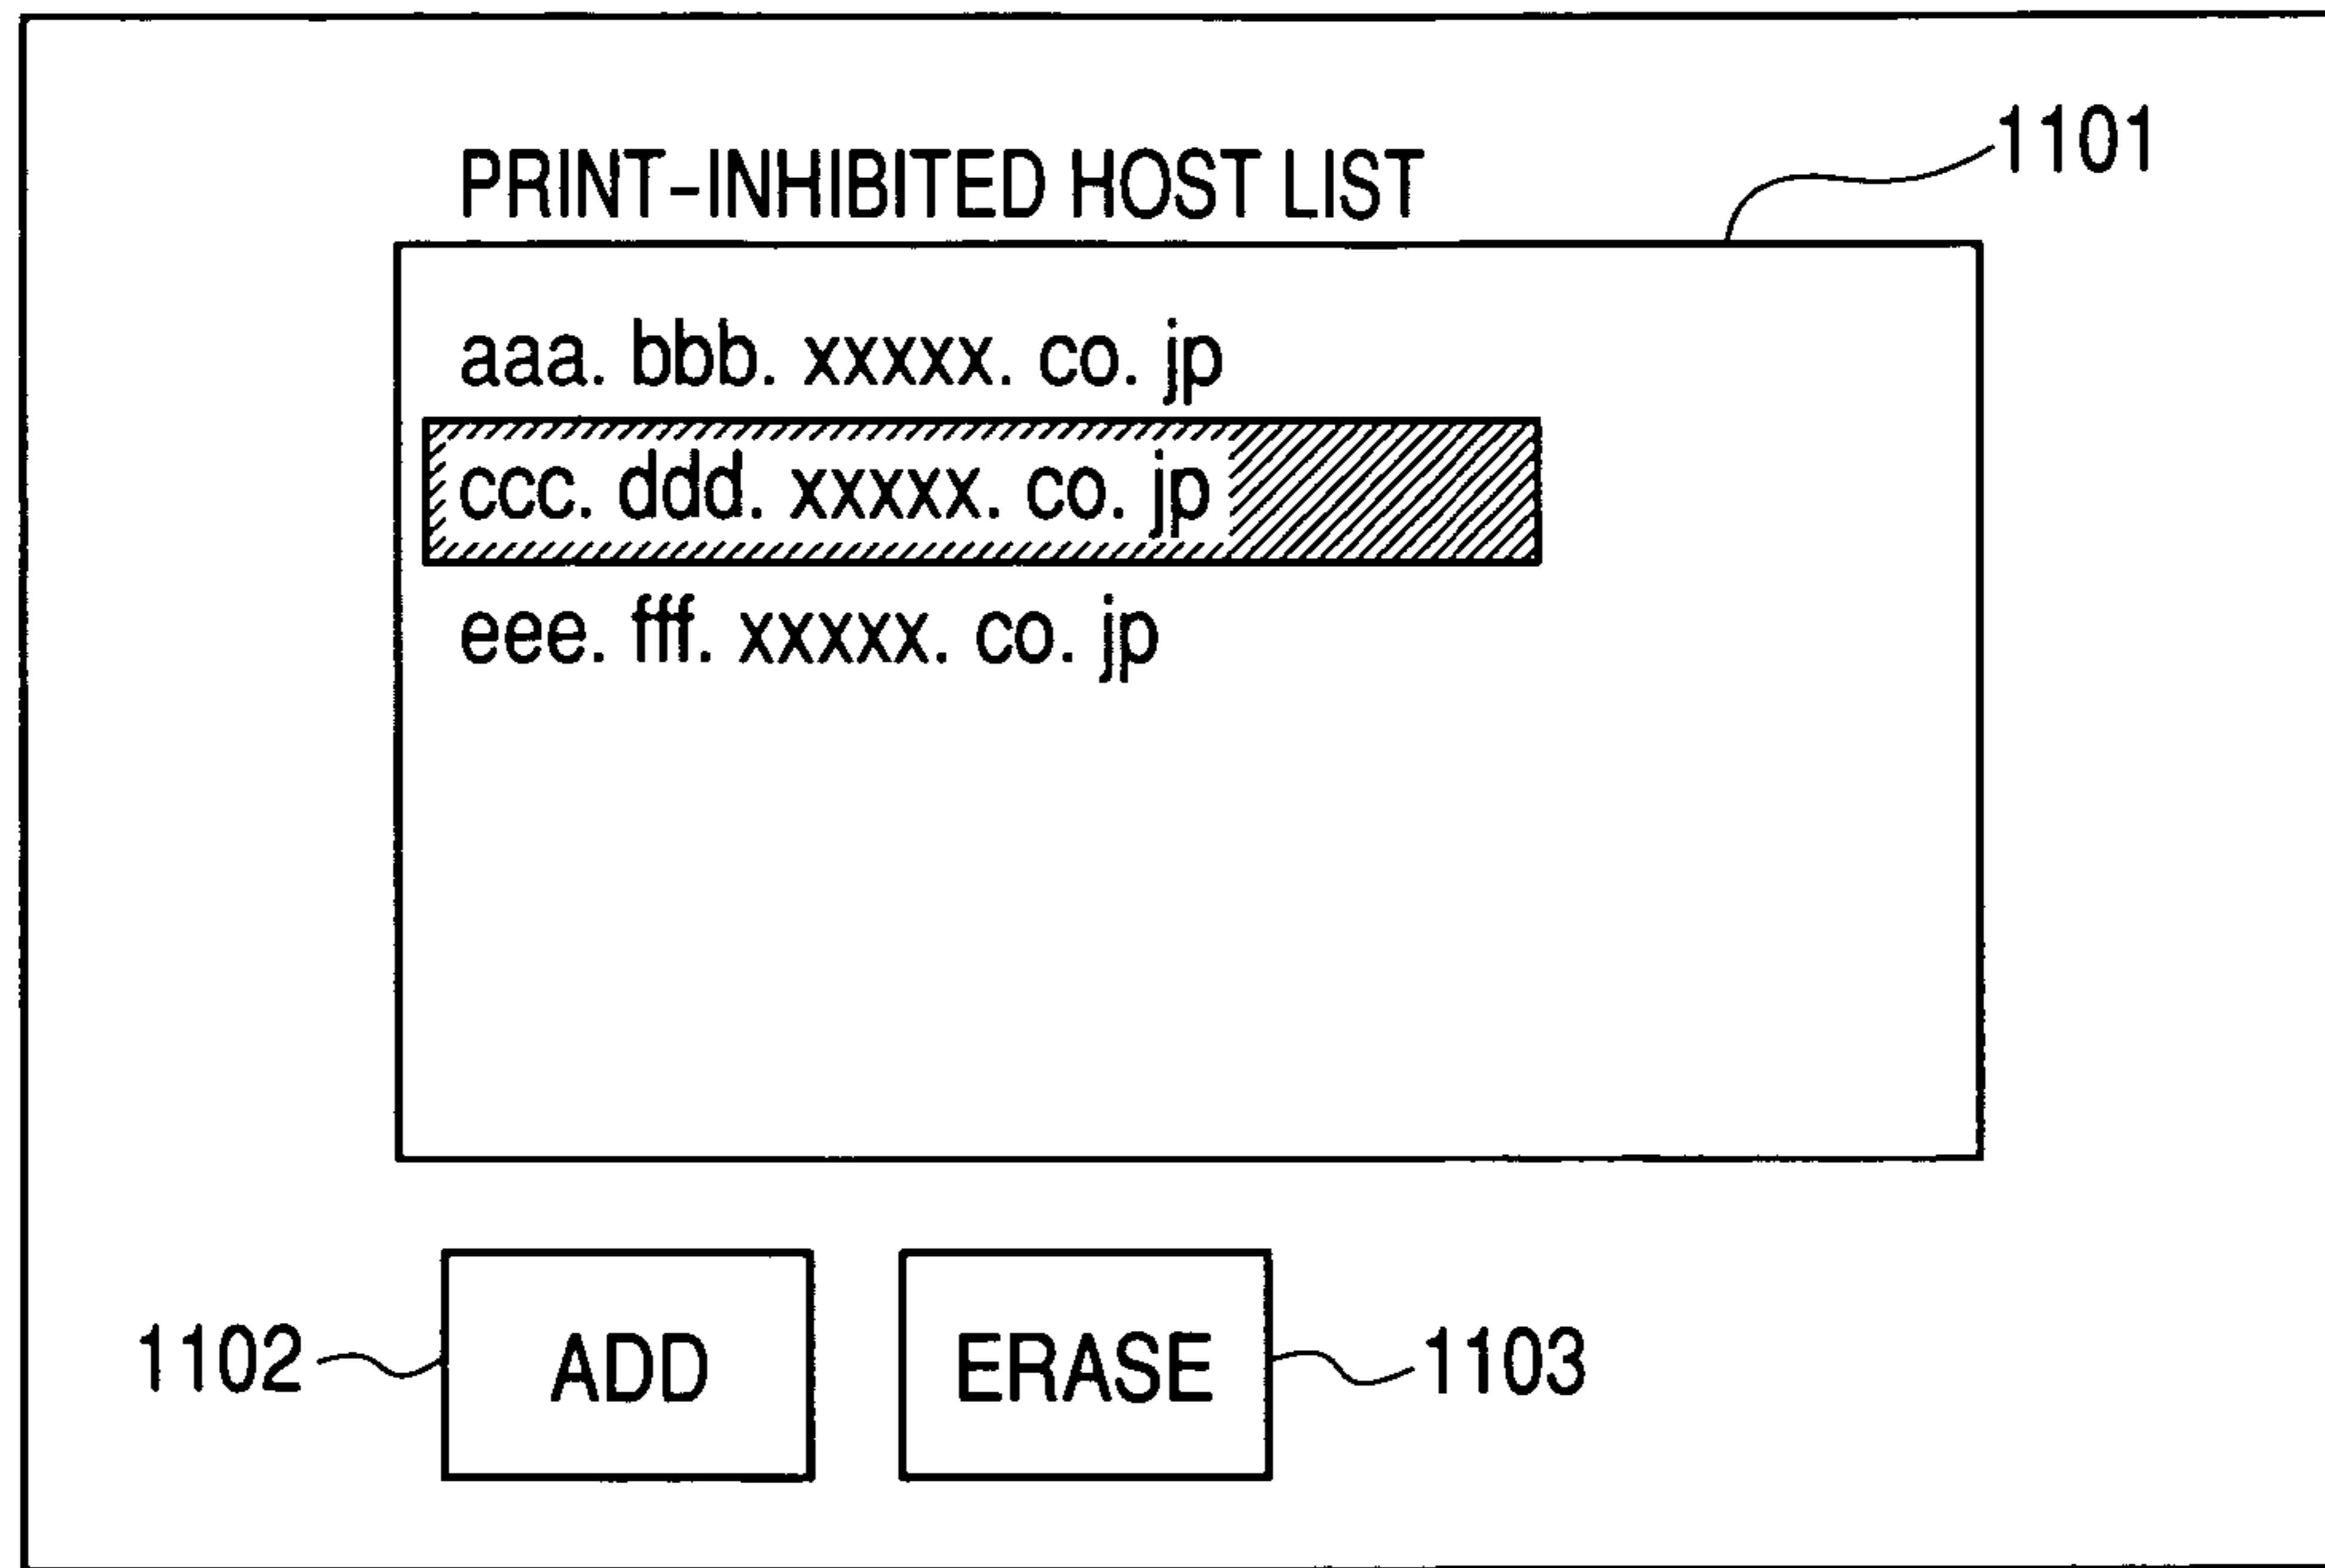 1101
PRINT-INHIBITED HOST LIST
aaa. bbb. xxxxx. co. jp
ccc. ddd. xxxxx. co. jp
eee. fff. xxxxx. co. jp
1102 ADD ERASE 1103